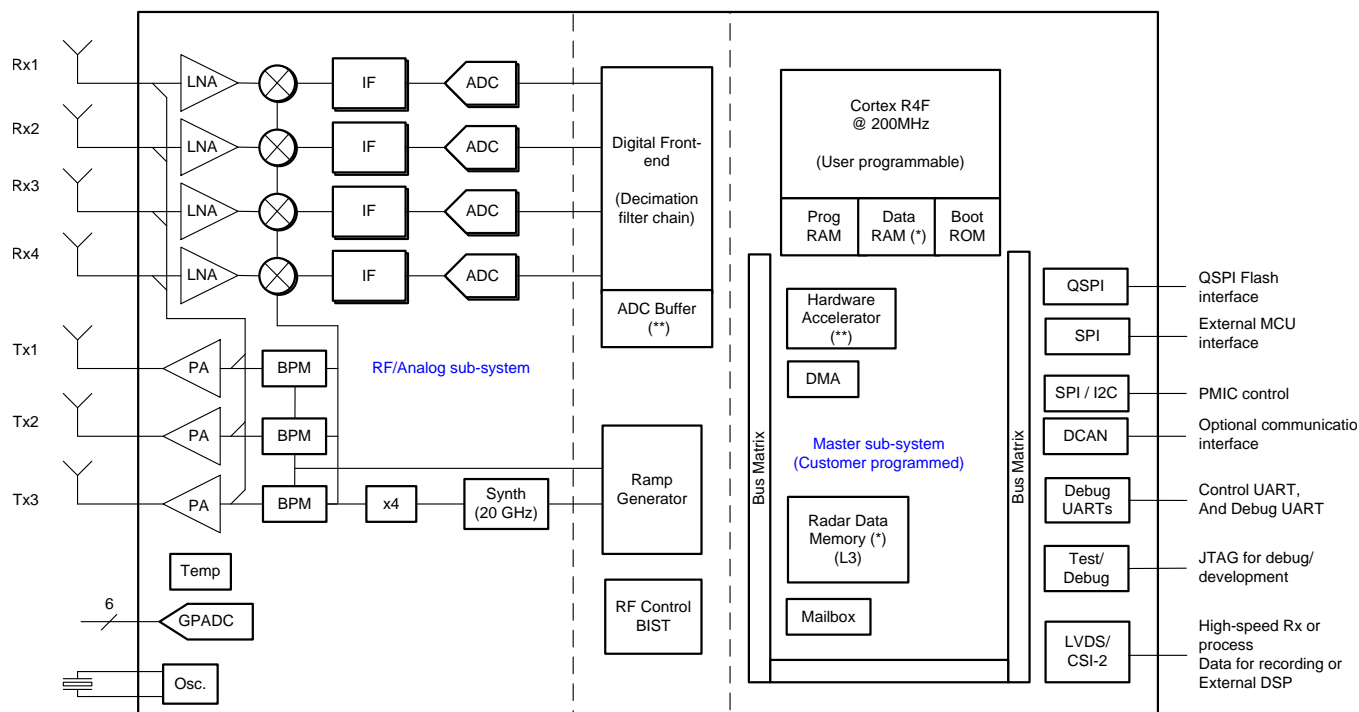 Rx1
LNA
IF
ADC
Rx2
LNA
IF
ADC
Rx3
LNA
IF
ADC
Rx4
LNA
IF
ADC
Digital Front-
end
(Decimation
filter chain)
ADC Buffer
(**)
Tx1
PA
BPM
Tx2
PA
BPM
Tx3
PA
BPM
x4
Synth
(20 GHz)
RF/Analog sub-system
Ramp
Generator
RF Control
BIST
Temp
6
GPADC
Osc.
Cortex R4F
@ 200MHz
(User programmable)
Prog
RAM
Data
RAM (*)
Boot
ROM
Hardware
Accelerator
(**)
DMA
Master sub-system
(Customer programmed)
Radar Data
Memory (*)
(L3)
Mailbox
Bus Matrix
Bus Matrix
QSPI
QSPI Flash
interface
SPI
External MCU
interface
SPI / I2C
PMIC control
DCAN
Optional communicatio
interface
Debug
UARTs
Control UART,
And Debug UART
Test/
Debug
JTAG for debug/
development
LVDS/
CSI-2
High-speed Rx or
process
Data for recording or
External DSP